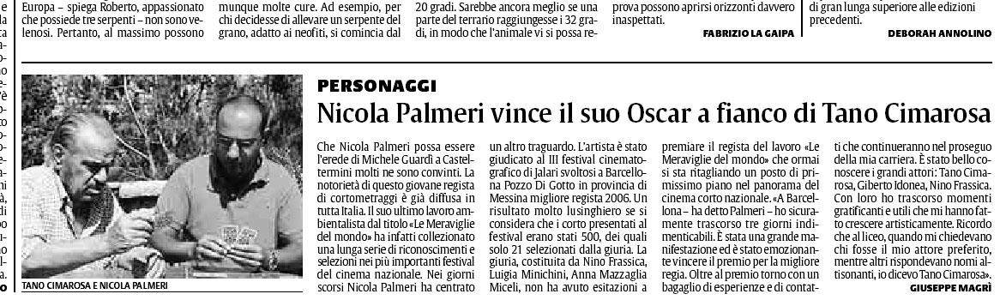 Europa – spiega Roberto, appassionato
che possiede tre serpenti – non sono ve-
lenosi. Pertanto, al massimo possono
munque molte cure. Ad esempio, per
chi decidesse di allevare un serpente del
grano, adatto ai neofiti, si comincia dal
20 gradi. Sarebbe ancora meglio se una
parte del terrario raggiungesse i 32 gra-
di, in modo che l'animale vi si possa re-
prova possono aprirsi orizzonti davvero
inaspettati.
FABRIZIO LA GAIPA
di gran lunga superiore alle edizioni
precedenti.
DEBORAH ANNOLINO
TANO CIMAROSA E NICOLA PALMERI
PERSONAGGI
Nicola Palmeri vince il suo Oscar a fianco di Tano Cimarosa
Che Nicola Palmeri possa essere
l'erede di Michele Guardì a Castel-
termini molti ne sono convinti. La
notorietà di questo giovane regista
di cortometraggi è già diffusa in
tutta Italia. Il suo ultimo lavoro am-
bientalista dal titolo «Le Meraviglie
del mondo» ha infatti collezionato
una lunga serie di riconoscimenti e
selezioni nei più importanti festival
del cinema nazionale. Nei giorni
scorsi Nicola Palmeri ha centrato
un altro traguardo. L'artista è stato
giudicato al III festival cinemato-
grafico di Jalari svoltosi a Barcello-
na Pozzo Di Gotto in provincia di
Messina migliore regista 2006. Un
risultato molto lusinghiero se si
considera che i corto presentati al
festival erano stati 500, dei quali
solo 21 selezionati dalla giuria. La
giuria, costituita da Nino Frassica,
Luigia Minichini, Anna Mazzaglia
Miceli, non ha avuto esitazioni a
premiare il regista del lavoro «Le
Meraviglie del mondo» che ormai
si sta ritagliando un posto di pri-
missimo piano nel panorama del
cinema corto nazionale. «A Barcel-
lona – ha detto Palmeri – ho sicura-
mente trascorso tre giorni indi-
menticabili. È stata una grande ma-
nifestazione ed è stato emozionan-
te vincere il premio per la migliore
regia. Oltre al premio torno con un
bagaglio di esperienze e di contat-
ti che continueranno nel proseguo
della mia carriera. È stato bello co-
noscere i grandi attori: Tano Cima-
rosa, Giberto Idonea, Nino Frassica.
Con loro ho trascorso momenti
gratificanti e utili che mi hanno fat-
to crescere artisticamente. Ricordo
che al liceo, quando mi chiedevano
chi fosse il mio attore preferito,
mentre altri rispondevano nomi al-
tisonanti, io dicevo Tano Cimarosa».
GIUSEPPE MAGRÌ